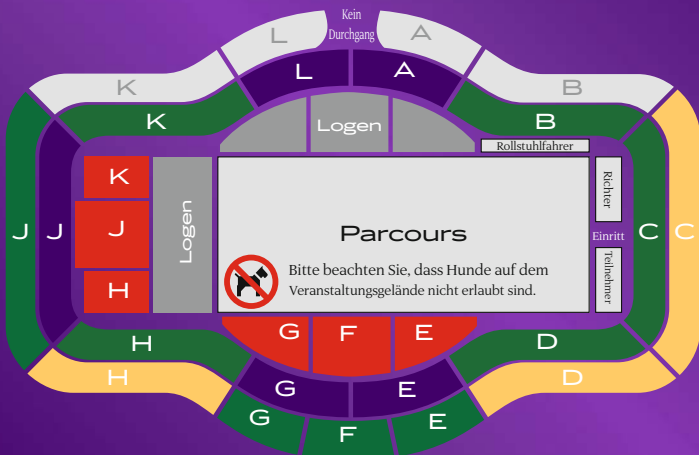 Kein
Durchgang
L
A
L
A
K
B
K
B
Logen
Rollstuhlfahrer
K
J
H
Logen
J
J
Richter
Einritt
Teilnehmer
C
C
Parcours
Bitte beachten Sie, dass Hunde auf dem
Veranstaltungsgelände nicht erlaubt sind.
G
F
E
H
D
H
D
G
E
G
F
E